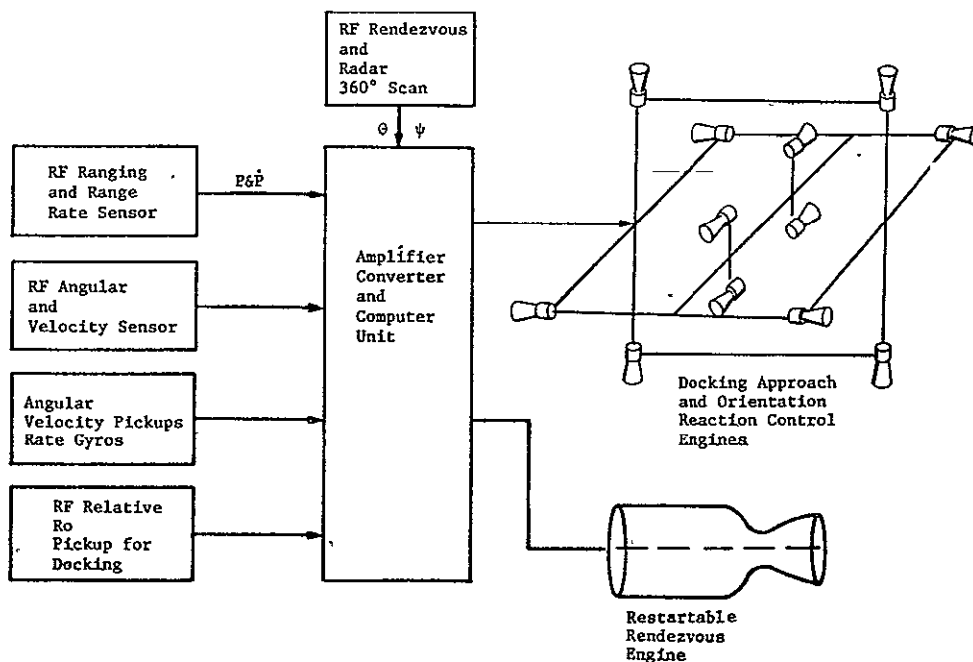 RF Rendezvous
and
Radar
360° Scan
Θ ψ
RF Ranging
and Range
Rate Sensor
P&Ṗ
RF Angular
and
Velocity Sensor
Angular
Velocity Pickups
Rate Gyros
RF Relative
Ro
Pickup for
Docking
Amplifier
Converter
and
Computer
Unit
Docking Approach
and Orientation
Reaction Control
Engines
Restartable
Rendezvous
Engine